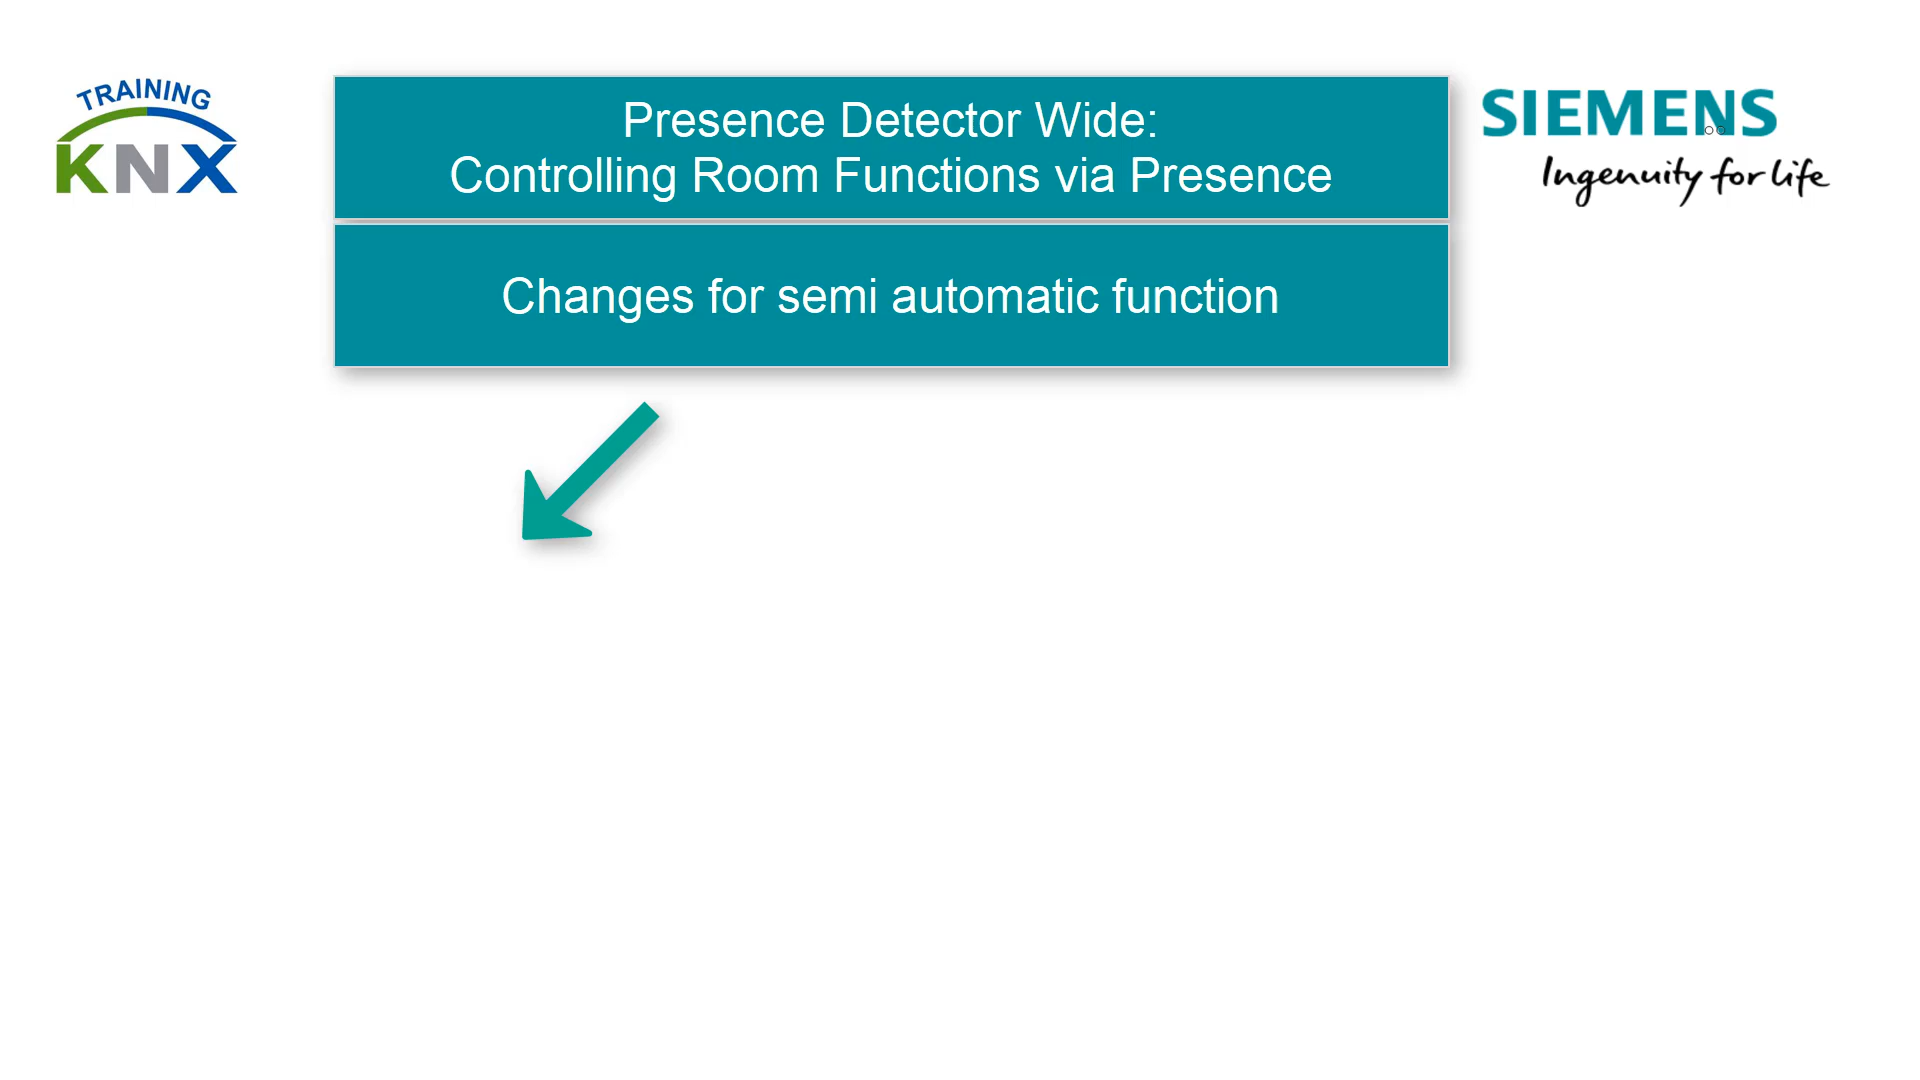 TRAINING
KNX
Presence Detector Wide:
Controlling Room Functions via Presence
SIEMENS
Ingenuity for life
Changes for semi automatic function